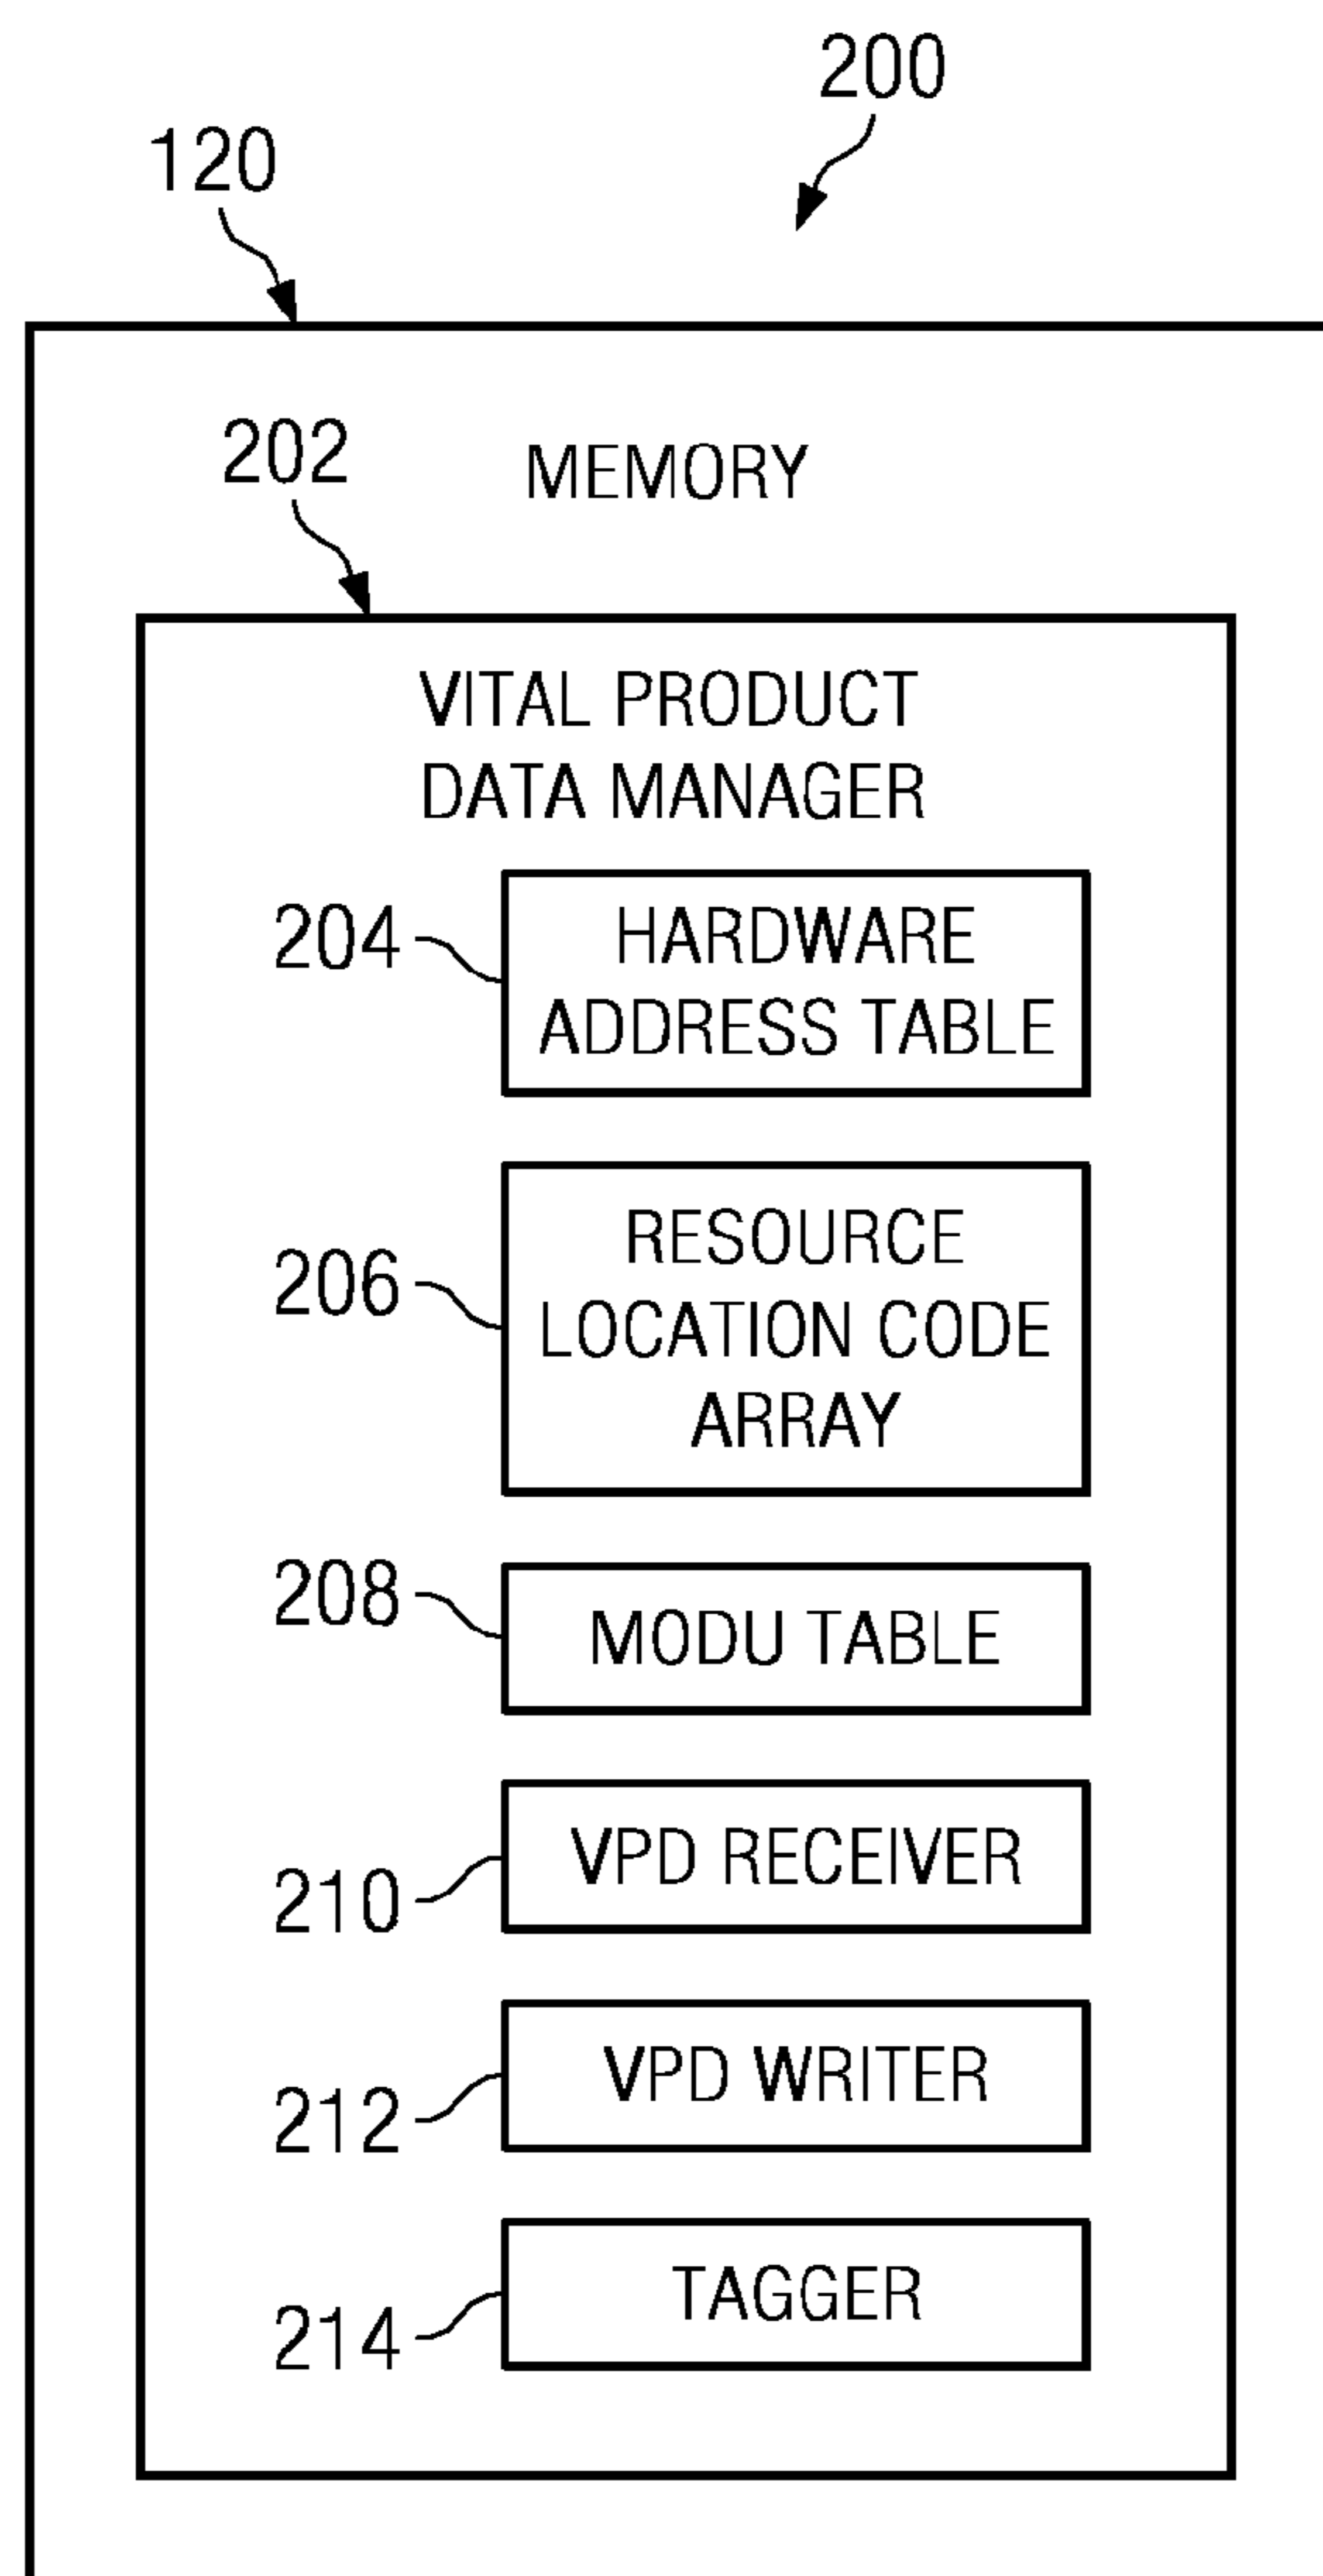 200
120
202
MEMORY
VITAL PRODUCT
DATA MANAGER
204
HARDWARE
ADDRESS TABLE
206
RESOURCE
LOCATION CODE
ARRAY
208
MODU TABLE
210
VPD RECEIVER
212
VPD WRITER
214
TAGGER